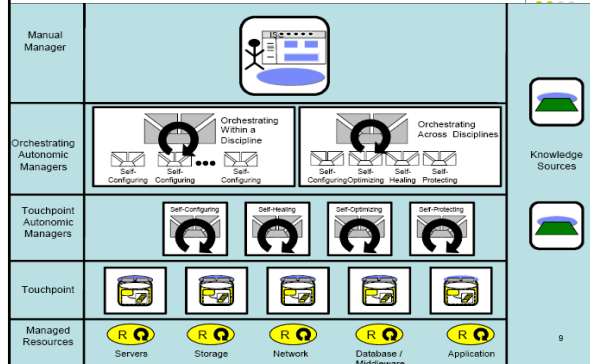 Manual
Manager
ISC
Orchestrating
Autonomic
Managers
Orchestrating
Within a
Discipline
Self-
Configuring
Self-
Configuring
Self-
Configuring
Orchestrating
Across Disciplines
Self-
Configuring
Self-
Optimizing
Self-
Healing
Self-
Protecting
Knowledge
Sources
Touchpoint
Autonomic
Managers
Self-Configuring
Self-Healing
Self-Optimizing
Self-Protecting
Touchpoint
Managed
Resources
R
Servers
R
Storage
R
Network
R
Database /
Middleware
R
Application
9